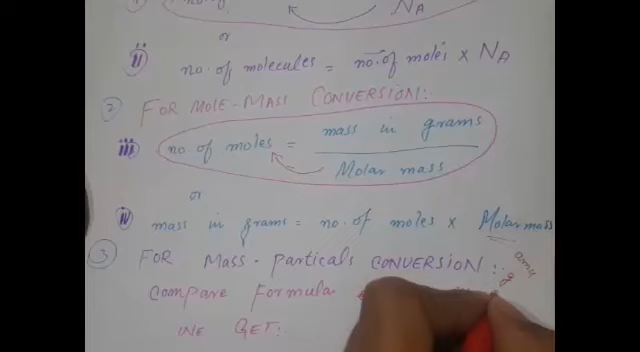 NA
or
ii no. of molecules = no. of moles × NA
2 FOR MOLE-MASS CONVERSION:
iii no. of moles = mass in grams
Molar mass
or
iv mass in grams = no. of moles × Molar mass
amu
3 FOR Mass - Particals CONVERSION :
Compare Formula
WE GET: